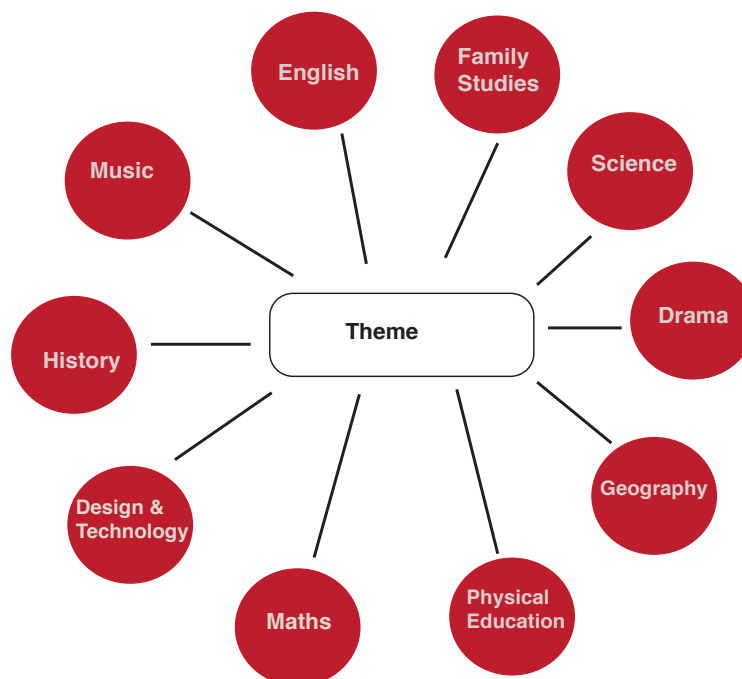 English
Family
Studies
Music
Science
Theme
Drama
History
Geography
Design &
Technology
Maths
Physical
Education